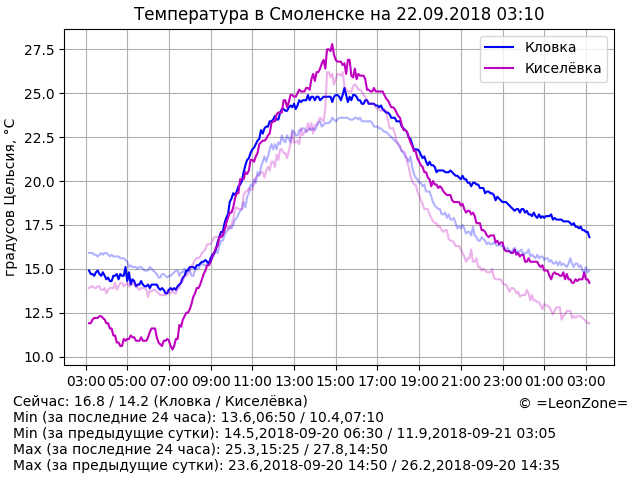 Температура в Смоленске на 22.09.2018 03:10
Кловка
Киселёвка
градусов Цельсия, °C
27.5
25.0
22.5
20.0
17.5
15.0
12.5
10.0
03:00 05:00 07:00 09:00 11:00 13:00 15:00 17:00 19:00 21:00 23:00 01:00 03:00
Сейчас: 16.8 / 14.2 (Кловка / Киселёвка)
© =LeonZone=
Min (за последние 24 часа): 13.6,06:50 / 10.4,07:10
Min (за предыдущие сутки): 14.5,2018-09-20 06:30 / 11.9,2018-09-21 03:05
Max (за последние 24 часа): 25.3,15:25 / 27.8,14:50
Max (за предыдущие сутки): 23.6,2018-09-20 14:50 / 26.2,2018-09-20 14:35